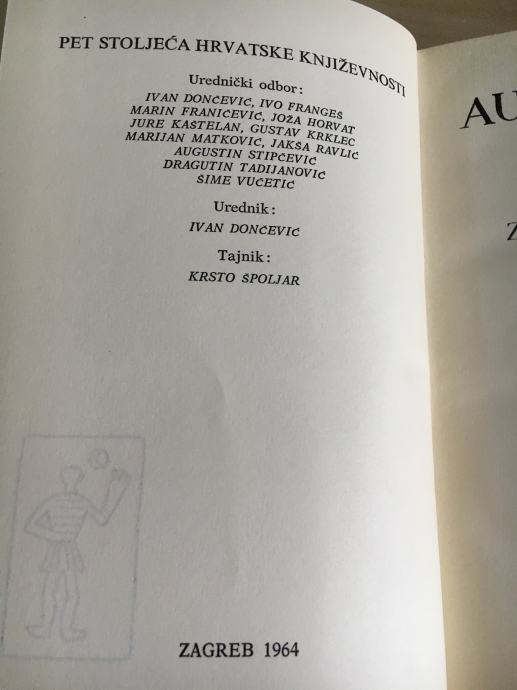 PET STOLJEĆA HRVATSKE KNJIŽEVNOSTI
Urednički odbor:
IVAN DONČEVIĆ, IVO FRANGEŠ
MARIN FRANIČEVIĆ, JOŽA HORVAT
JURE KAŠTELAN, GUSTAV KRKLEC
MARIJAN MATKOVIĆ, JAKŠA RAVLIĆ
AUGUSTIN STIPČEVIĆ
DRAGUTIN TADIJANOVIĆ
ŠIME VUČETIĆ
Urednik:
IVAN DONČEVIĆ
Tajnik:
KRSTO ŠPOLJAR
ZAGREB 1964
AU
Z